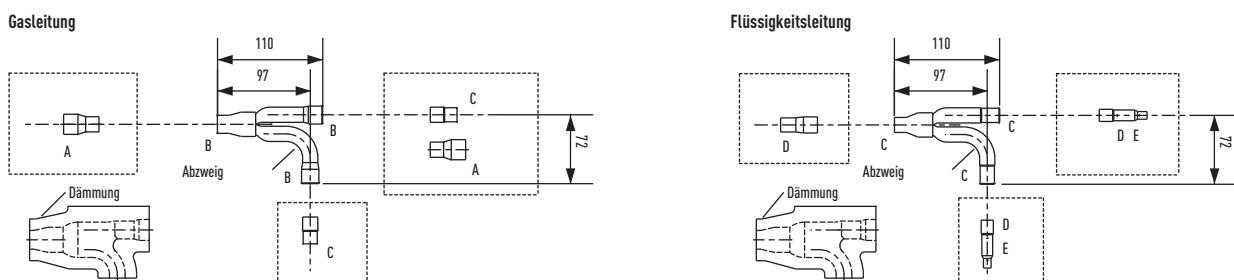 Gasleitung
110
97
A
B
B
C
A
72
Abzweig
B
Dämmung
C
Flüssigkeitsleitung
110
97
D
C
C
D E
72
Abzweig
C
Dämmung
D
E